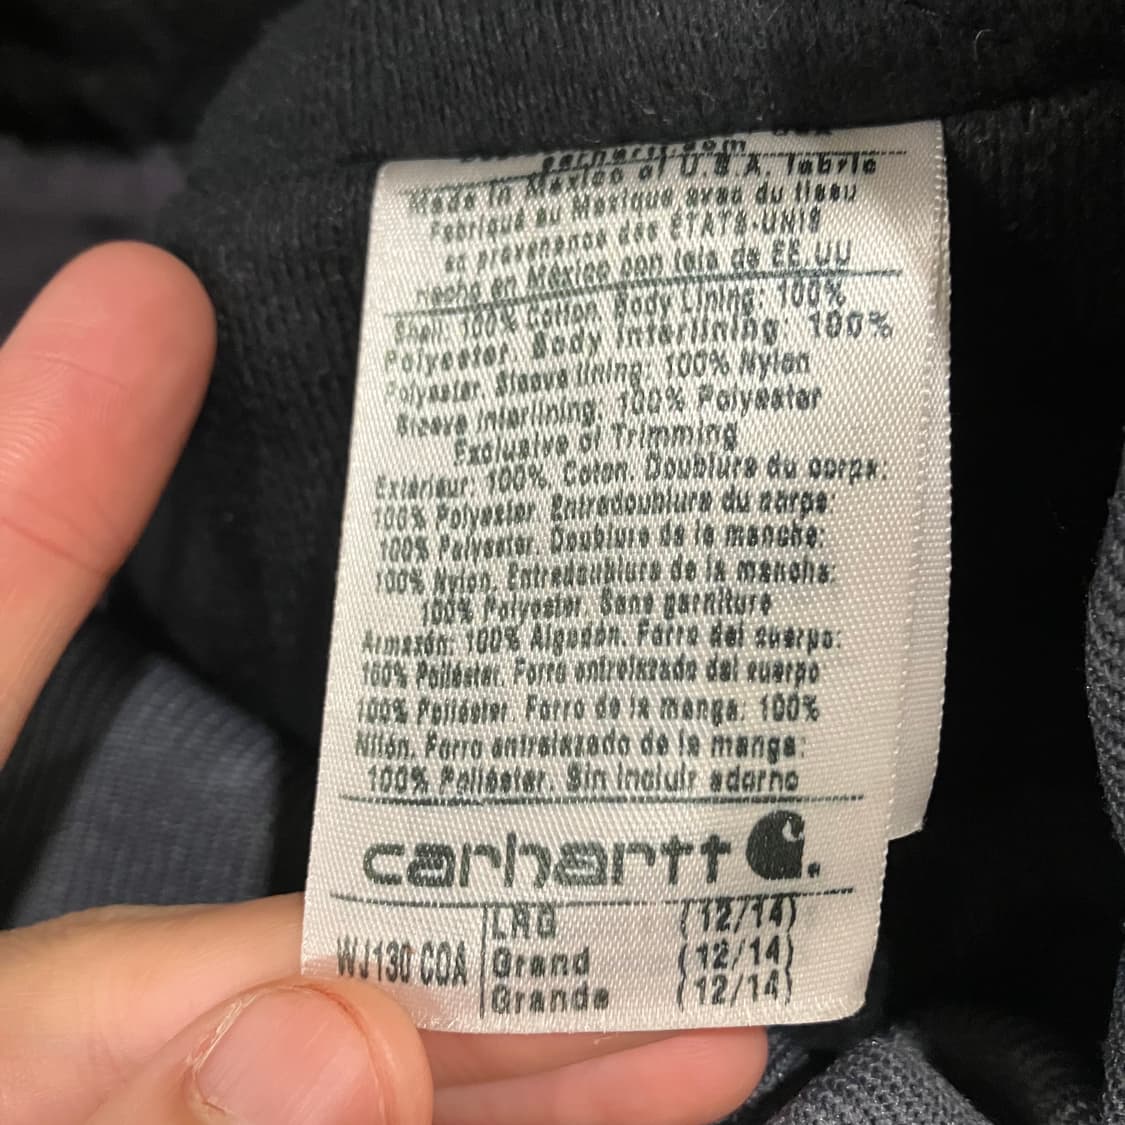 carhartt.com
Made in Mexico of U.S.A. fabric
Fabriqué au Mexique avec du tissu
en provenance des ÉTATS-UNIS
hecho en México con tela de EE.UU
Shell: 100% Cotton Body Lining: 100%
Polyester. Body Interlining: 100%
Polyester. Sleeve lining: 100% Nylon
Sleeve interlining: 100% Polyester
Exclusive of Trimming
Extérieur: 100% Coton. Doublure du corps:
100% Polyester. Entredoublure du corps:
100% Polyester. Doublure de la manche:
100% Nylon. Entredoublure de la manche:
100% Polyester. Sans garniture
Armazón: 100% Algodón. Forro del cuerpo:
100% Poliéster. Forro entrelazado del cuerpo
100% Poliéster. Forro de la manga: 100%
Nilón. Forro entrelazado de la manga:
100% Poliéster. Sin incluir adorno
carhartt
WJ130 COA
LRG (12/14)
Grand (12/14)
Grande (12/14)